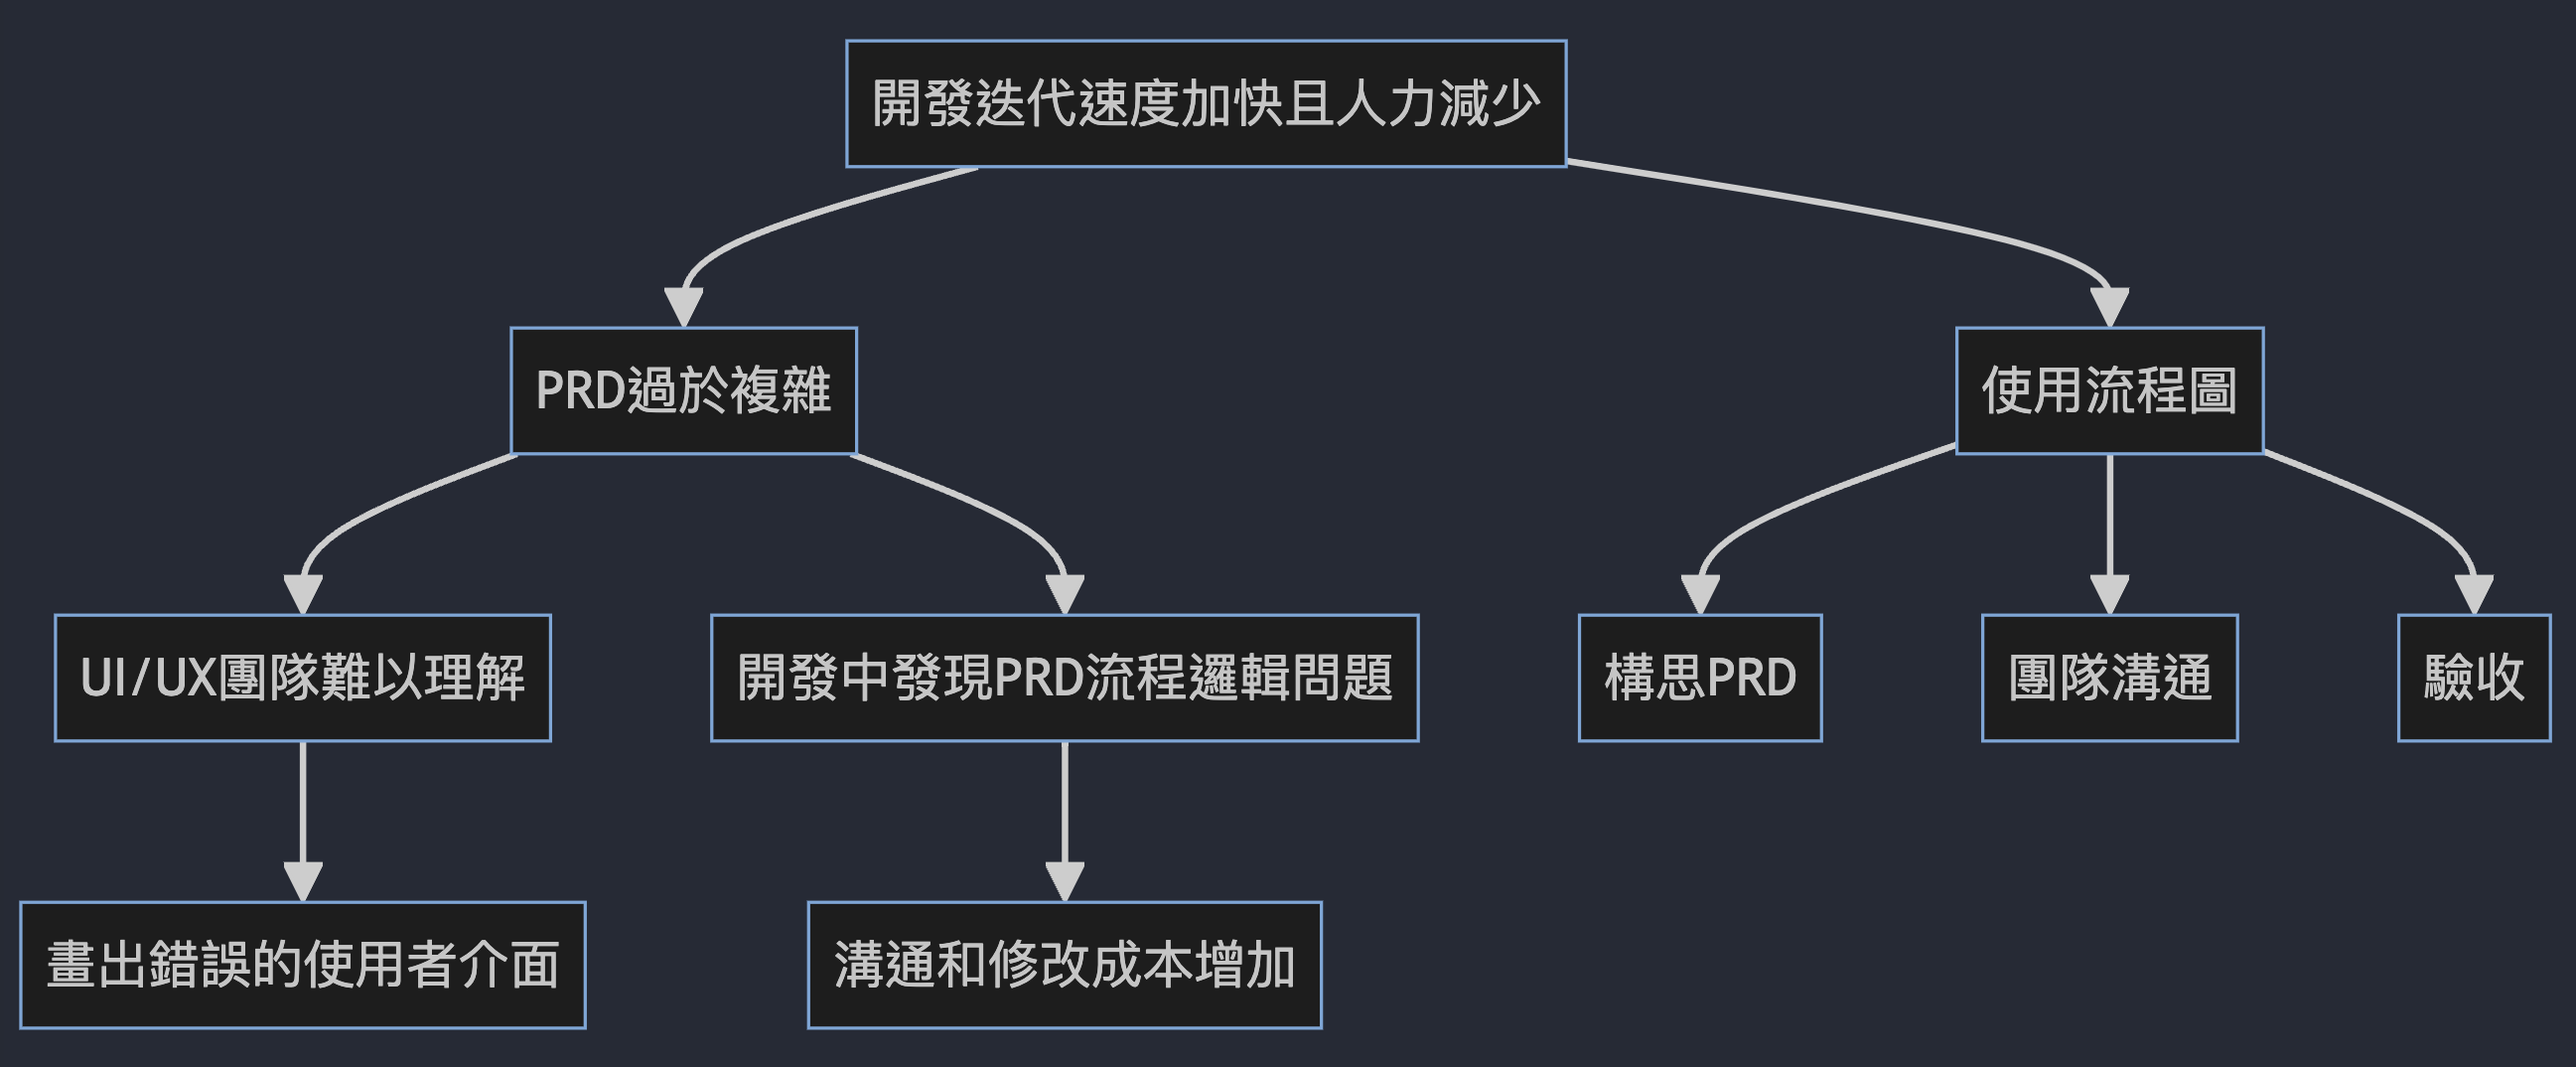 開發迭代速度加快且人力減少
PRD過於複雜
使用流程圖
UI/UX團隊難以理解
開發中發現PRD流程邏輯問題
構思PRD
團隊溝通
驗收
畫出錯誤的使用者介面
溝通和修改成本增加